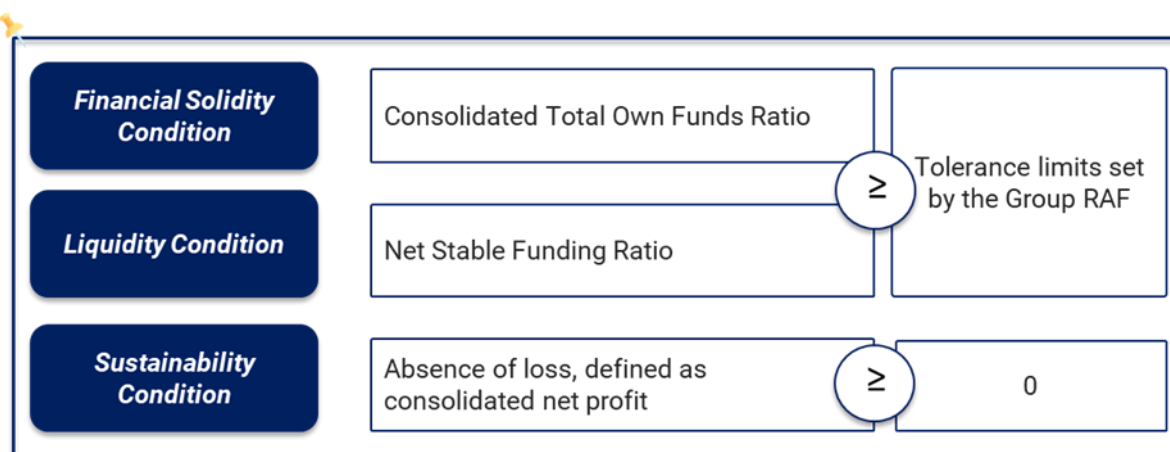 Financial Solidity
Condition
Consolidated Total Own Funds Ratio
≥
Tolerance limits set
by the Group RAF
Liquidity Condition
Net Stable Funding Ratio
Sustainability
Condition
Absence of loss, defined as
consolidated net profit
≥
0